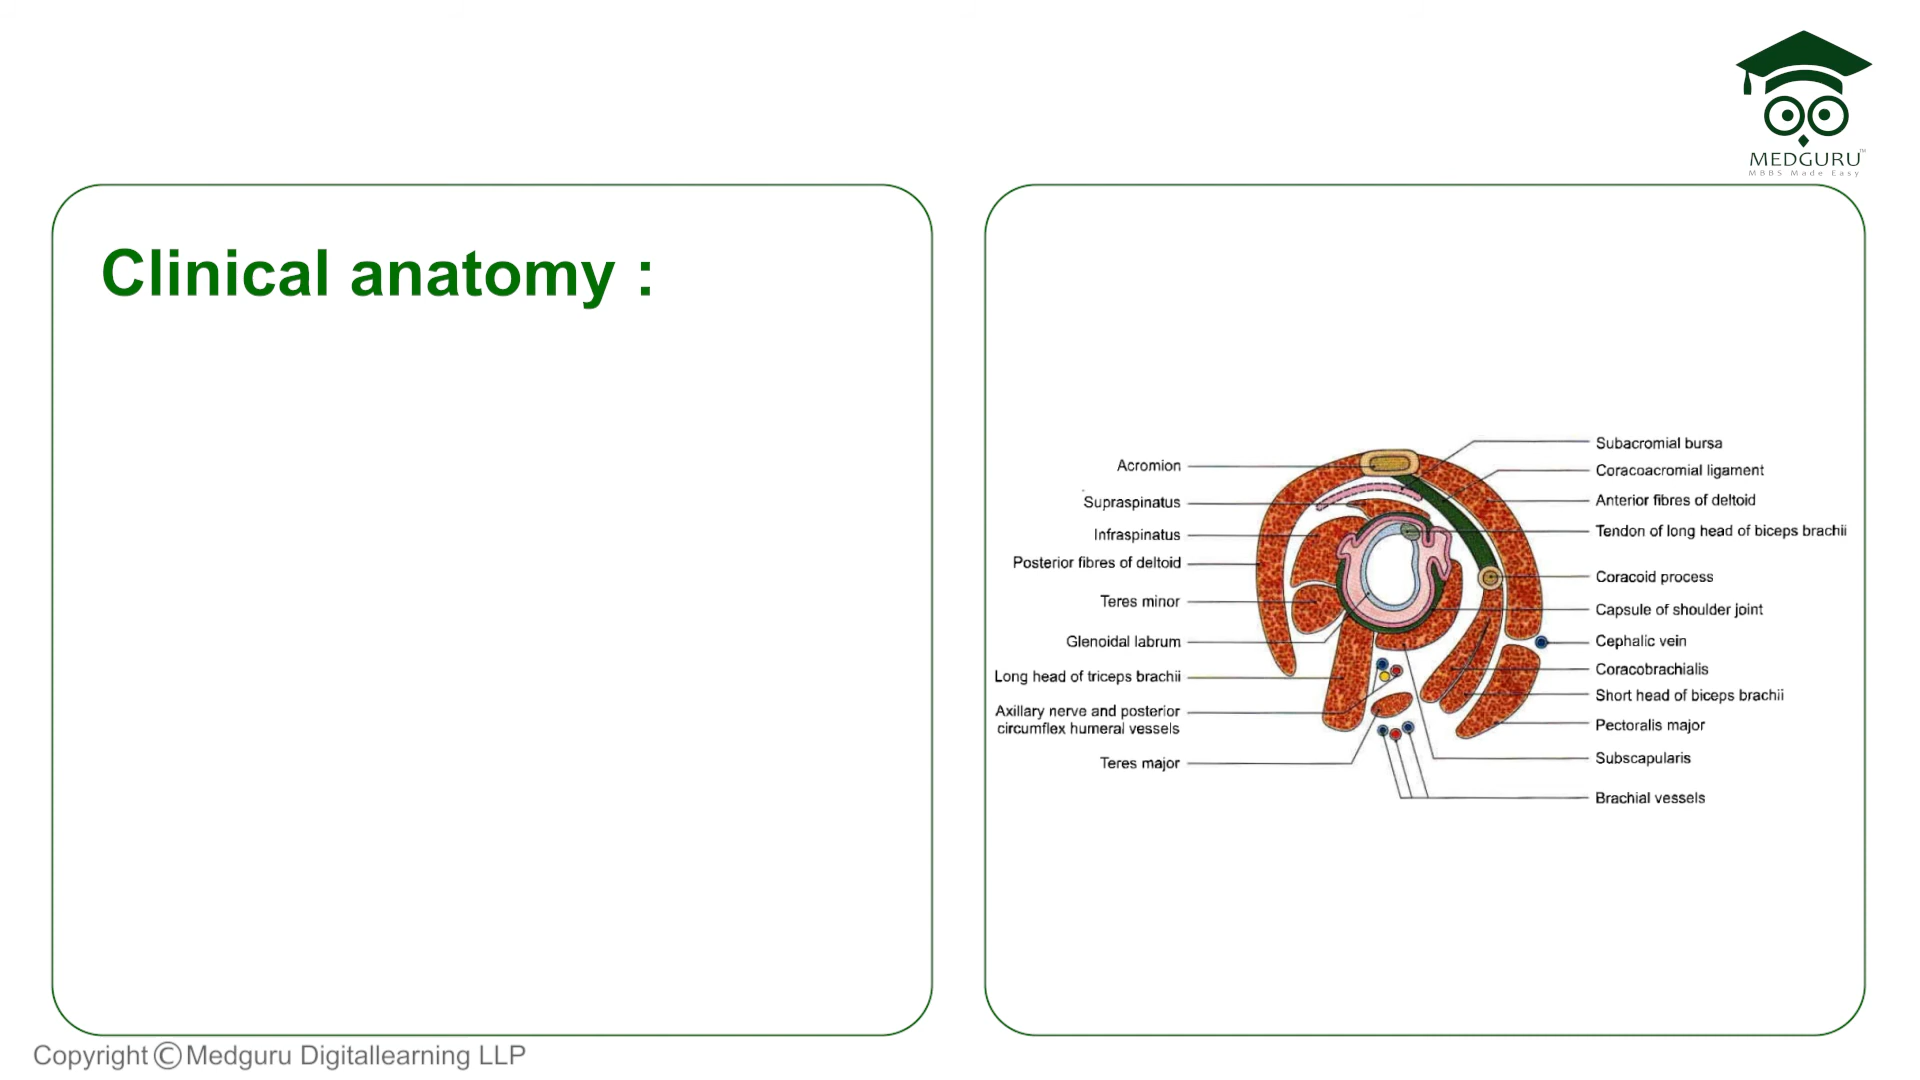 MEDGURU™
MBBS Made Easy
Clinical anatomy :
Acromion
Supraspinatus
Infraspinatus
Posterior fibres of deltoid
Teres minor
Glenoidal labrum
Long head of triceps brachii
Axillary nerve and posterior
circumflex humeral vessels
Teres major
Subacromial bursa
Coracoacromial ligament
Anterior fibres of deltoid
Tendon of long head of biceps brachii
Coracoid process
Capsule of shoulder joint
Cephalic vein
Coracobrachialis
Short head of biceps brachii
Pectoralis major
Subscapularis
Brachial vessels
Copyright © Medguru Digitallearning LLP